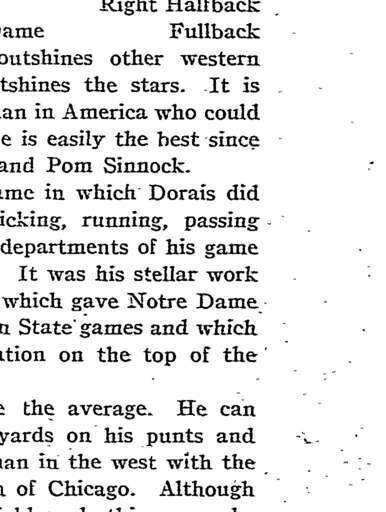 Right Halfback
ame Fullback
outshines other western
tshines the stars. It is
an in America who could
e is easily the best since
and Pom Sinnock.
ame in which Dorais did
icking, running, passing
departments of his game
It was his stellar work
which gave Notre Dame
n State games and which
ation on the top of the
e the average. He can
yards on his punts and
an in the west with the
of Chicago. Although